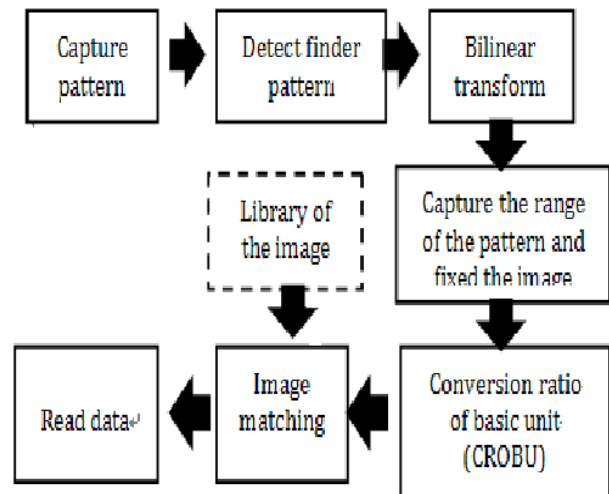 Capture
pattern
Detect finder
pattern
Bilinear
transform
Library of
the image
Capture the range
of the pattern and
fixed the image
Read data↵
Image
matching
Conversion ratio
of basic unit
(CROBU)